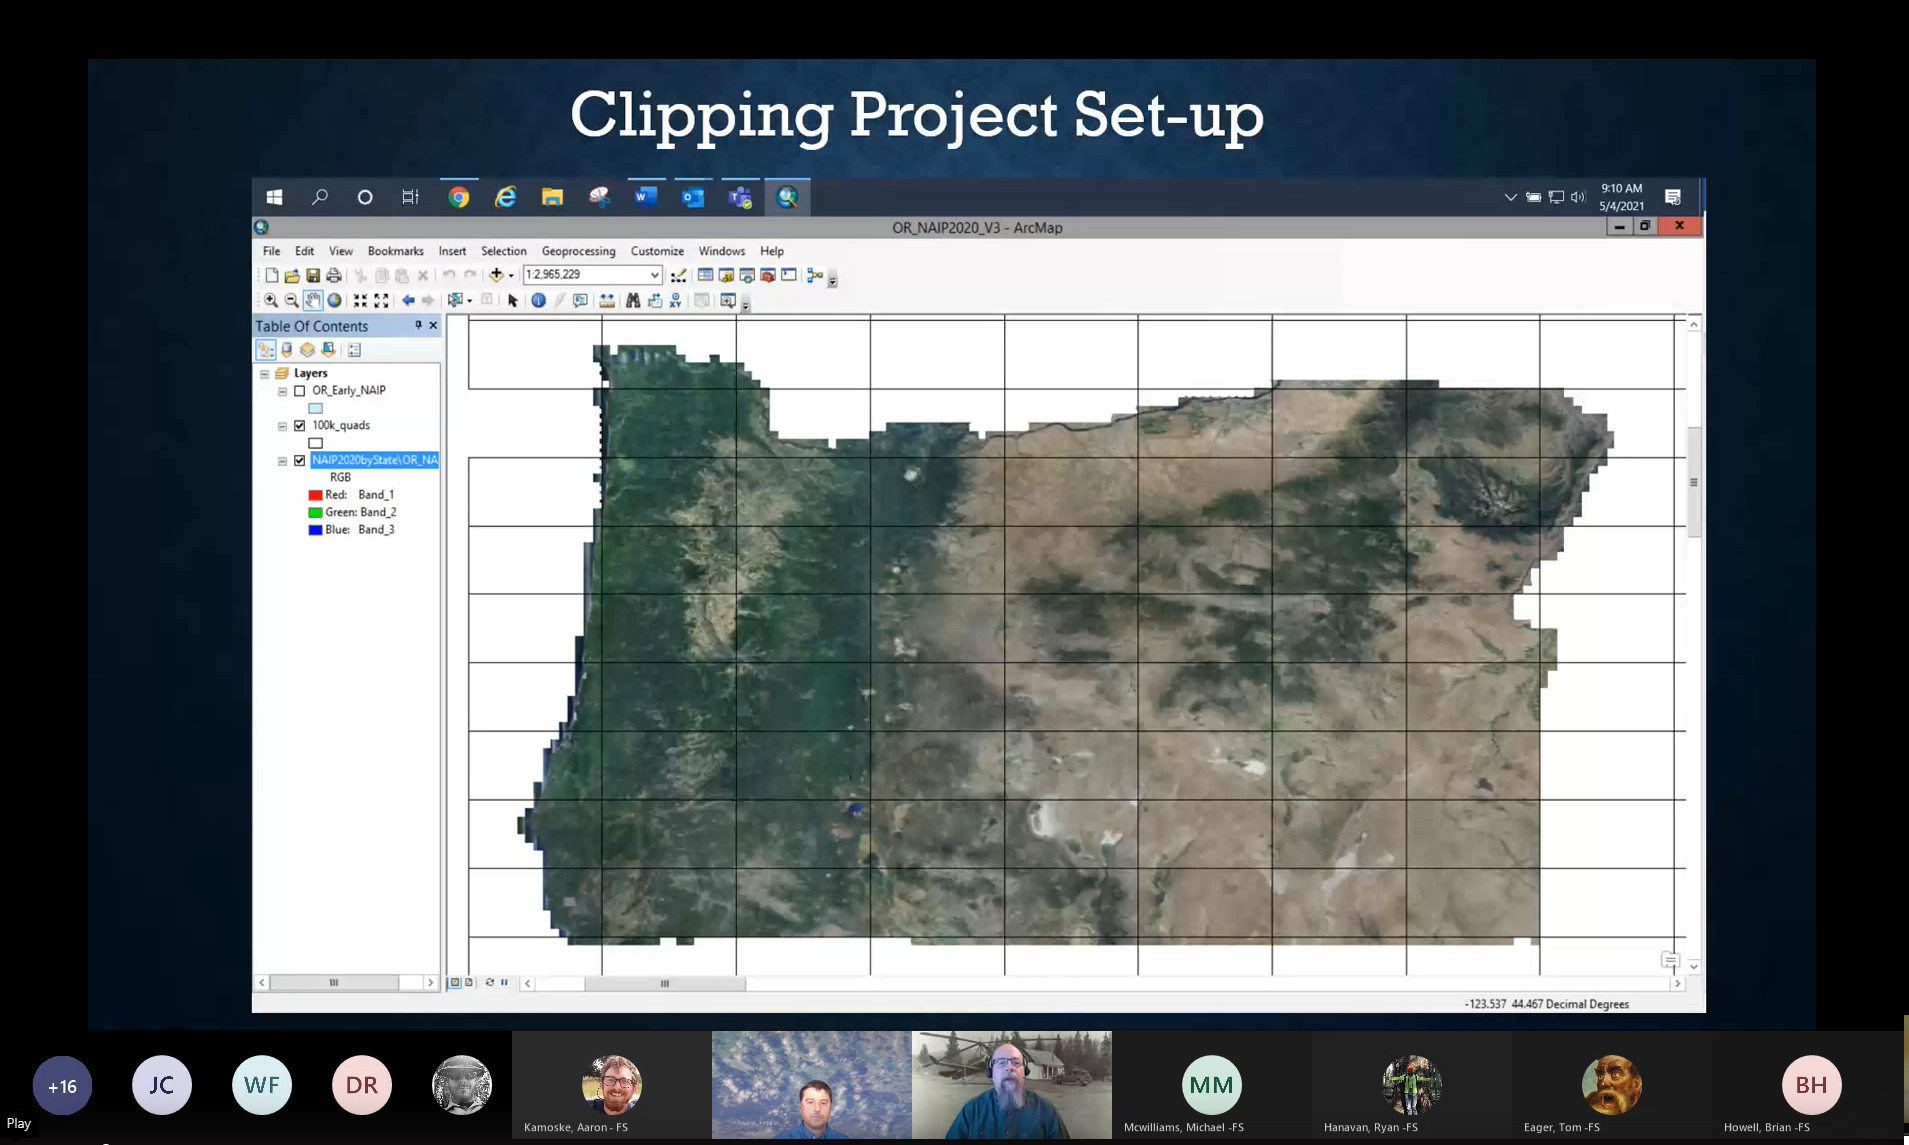 Clipping Project Set-up
9:10 AM
5/4/2021
OR_NAIP2020_V3 - ArcMap
File Edit View Bookmarks Insert Selection Geoprocessing Customize Windows Help
1:2,965,229
Table Of Contents
Layers
OR_Early_NAIP
100k_quads
NAIP2020byState\OR_NA
RGB
Red: Band_1
Green: Band_2
Blue: Band_3
-123.537 44.467 Decimal Degrees
+16
JC
WF
DR
MM
BH
Play
Kamoske, Aaron - FS
Mcwilliams, Michael -FS
Hanavan, Ryan -FS
Eager, Tom -FS
Howell, Brian -FS